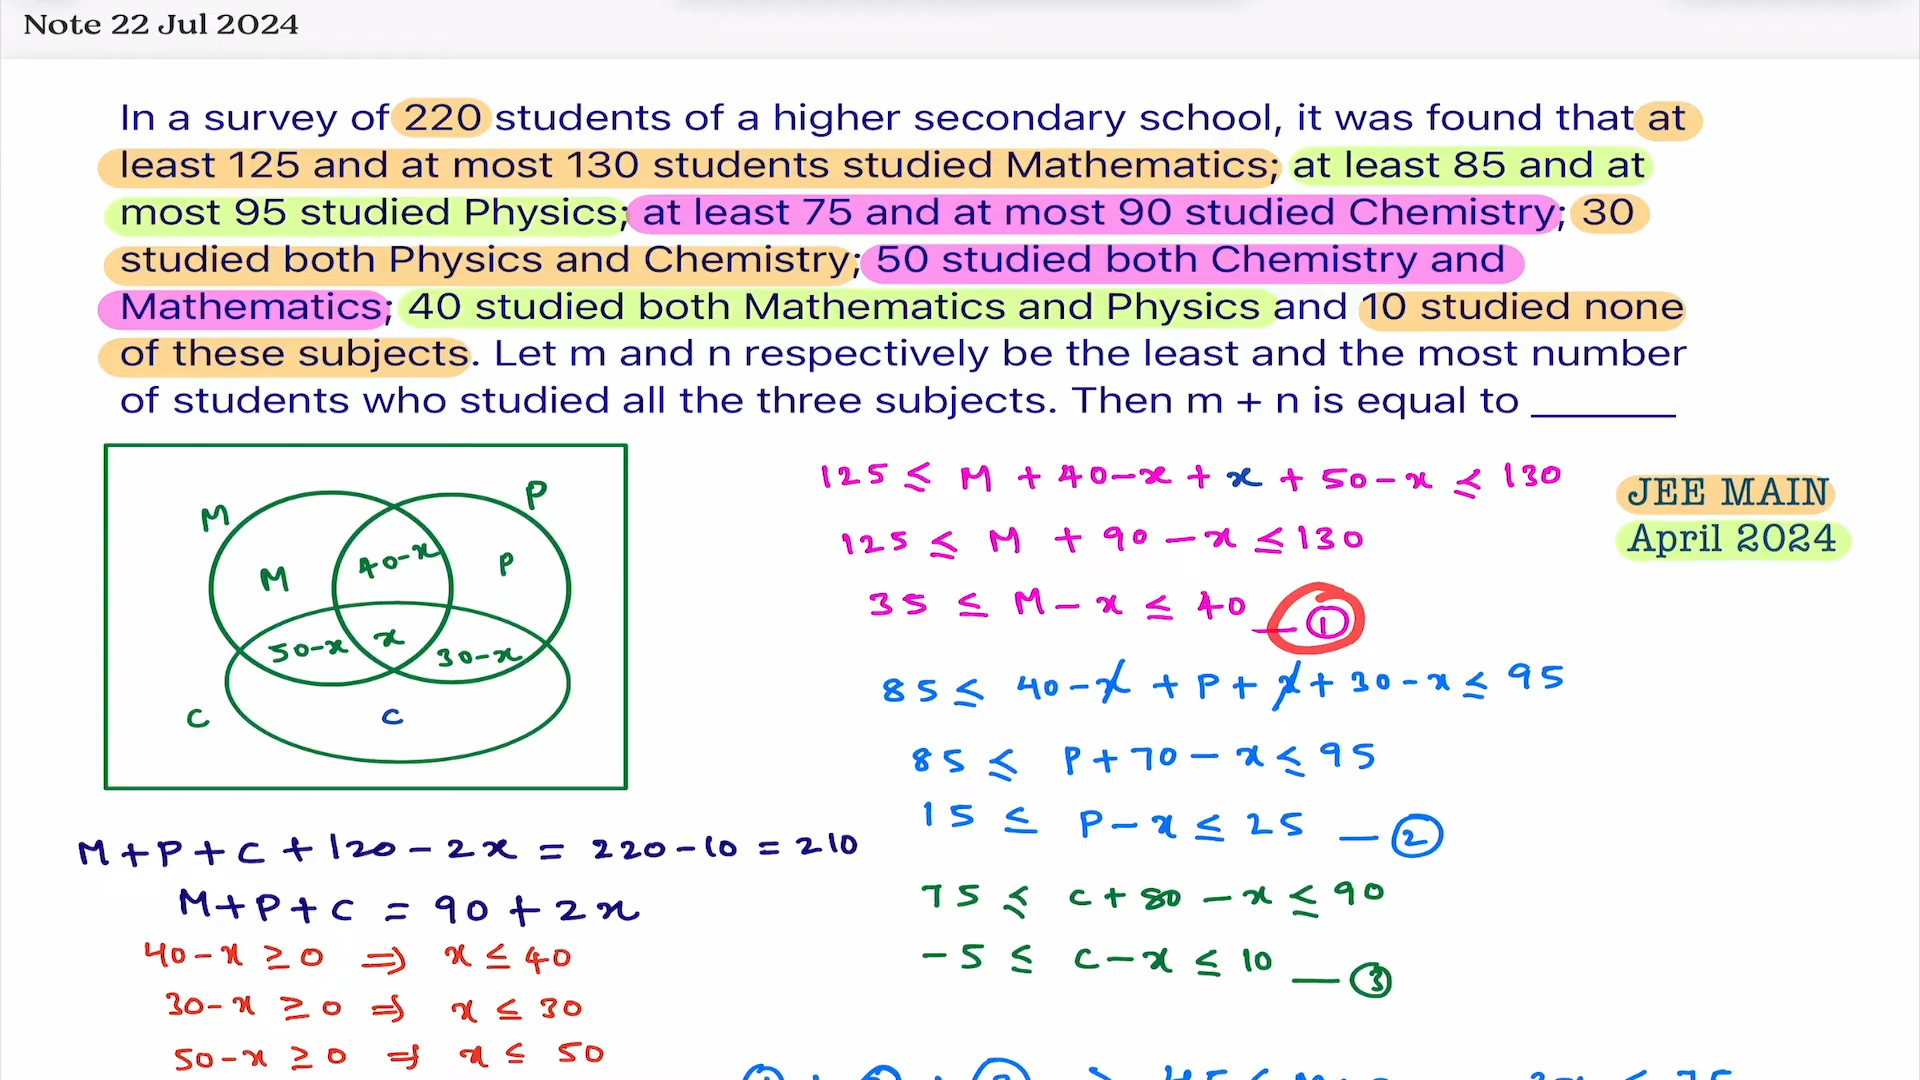 Note 22 Jul 2024
In a survey of 220 students of a higher secondary school, it was found that at
least 125 and at most 130 students studied Mathematics; at least 85 and at
most 95 studied Physics; at least 75 and at most 90 studied Chemistry; 30
studied both Physics and Chemistry; 50 studied both Chemistry and
Mathematics; 40 studied both Mathematics and Physics and 10 studied none
of these subjects. Let m and n respectively be the least and the most number
of students who studied all the three subjects. Then m + n is equal to ______
M
P
M
40-x
P
50-x
x
30-x
C
C
M+P+C+120-2x = 220-10 = 210
M+P+C = 90+2x
40-x ≥ 0 ⇒ x ≤ 40
30-x ≥ 0 ⇒ x ≤ 30
50-x ≥ 0 ⇒ x ≤ 50
125 ≤ M + 40-x + x + 50-x ≤ 130
125 ≤ M + 90-x ≤ 130
35 ≤ M-x ≤ 40 — ①
85 ≤ 40-x + P + x + 30-x ≤ 95
85 ≤ P+70-x ≤ 95
15 ≤ P-x ≤ 25 — ②
75 ≤ C+80-x ≤ 90
-5 ≤ C-x ≤ 10 — ③
JEE MAIN
April 2024